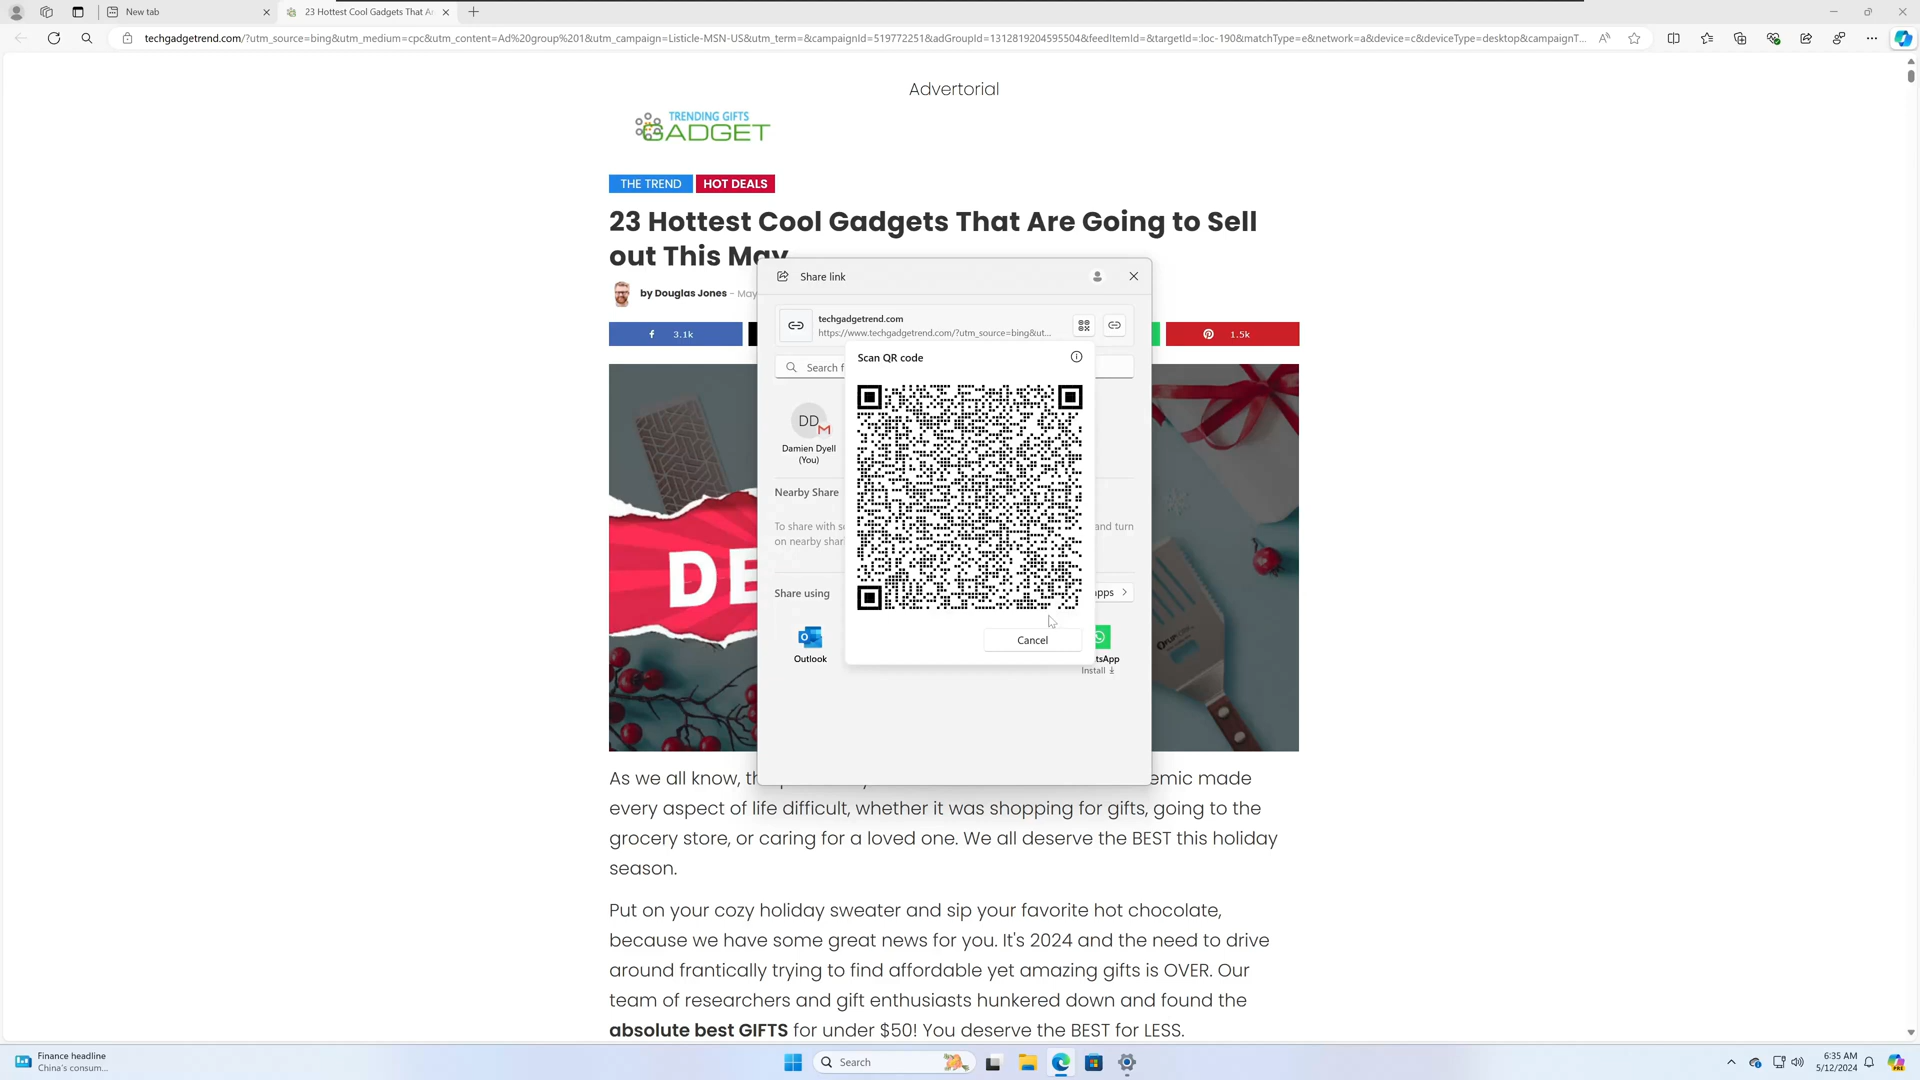 New tab
23 Hottest Cool Gadgets That A
techgadgetrend.com/?utm_source=bing&utm_medium=cpc&utm_content=Ad%20group%201&utm_campaign=Listicle-MSN-US&utm_term=&campaignId=519772251&adGroupId=1312819204595504&feedItemId=&targetId=:loc-190&matchType=e&network=a&device=c&deviceType=desktop&campaignT...
Advertorial
TRENDING GIFTS
GADGET
THE TREND HOT DEALS
23 Hottest Cool Gadgets That Are Going to Sell
out This May
by Douglas Jones - May
3.1k
1.5k
Share link
techgadgetrend.com
https://www.techgadgetrend.com/?utm_source=bing&ut...
Scan QR code
Search f
DD
Damien Dyell
(You)
Nearby Share
To share with
and turn
on nearby shar
Share using
apps
Outlook
Cancel
tsApp
Install
DE
As we all know, emic made
every aspect of life difficult, whether it was shopping for gifts, going to the
grocery store, or caring for a loved one. We all deserve the BEST this holiday
season.
Put on your cozy holiday sweater and sip your favorite hot chocolate,
because we have some great news for you. It's 2024 and the need to drive
around frantically trying to find affordable yet amazing gifts is OVER. Our
team of researchers and gift enthusiasts hunkered down and found the
absolute best GIFTS for under $50! You deserve the BEST for LESS.
Finance headline
China's consum...
Search
6:35 AM
5/12/2024
PRE